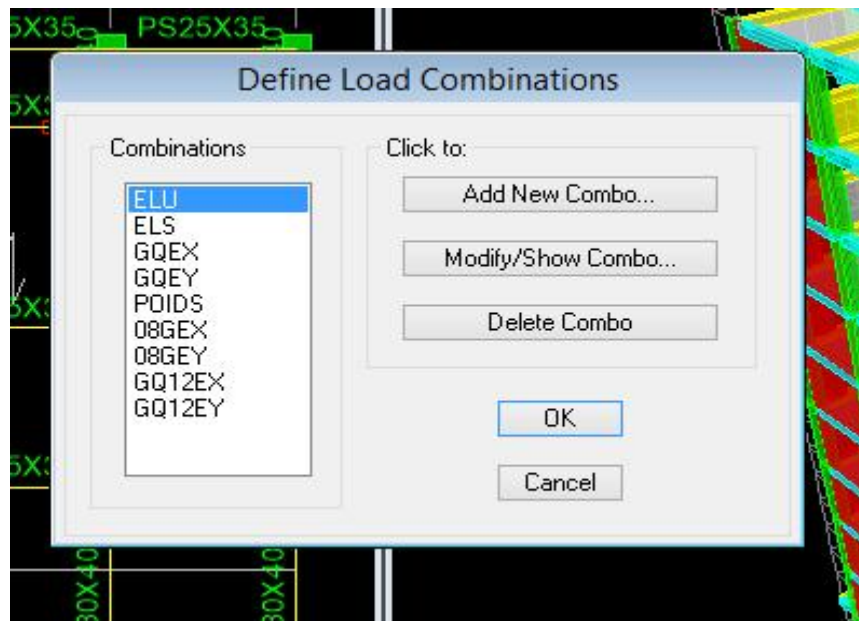 5X35
PS25X35
Define Load Combinations
Combinations
ELU
ELS
GQEX
GQEY
POIDS
08GEX
08GEY
GQ12EX
GQ12EY
Click to:
Add New Combo...
Modify/Show Combo...
Delete Combo
OK
Cancel
30X40
30X40